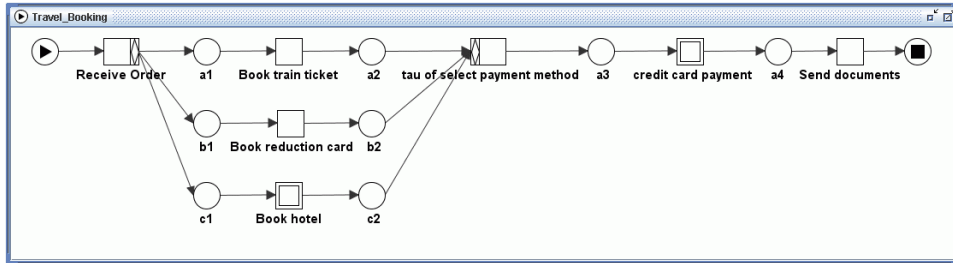 Travel_Booking
Receive Order a1 Book train ticket a2 tau of select payment method a3 credit card payment a4 Send documents
b1 Book reduction card b2
c1 Book hotel c2